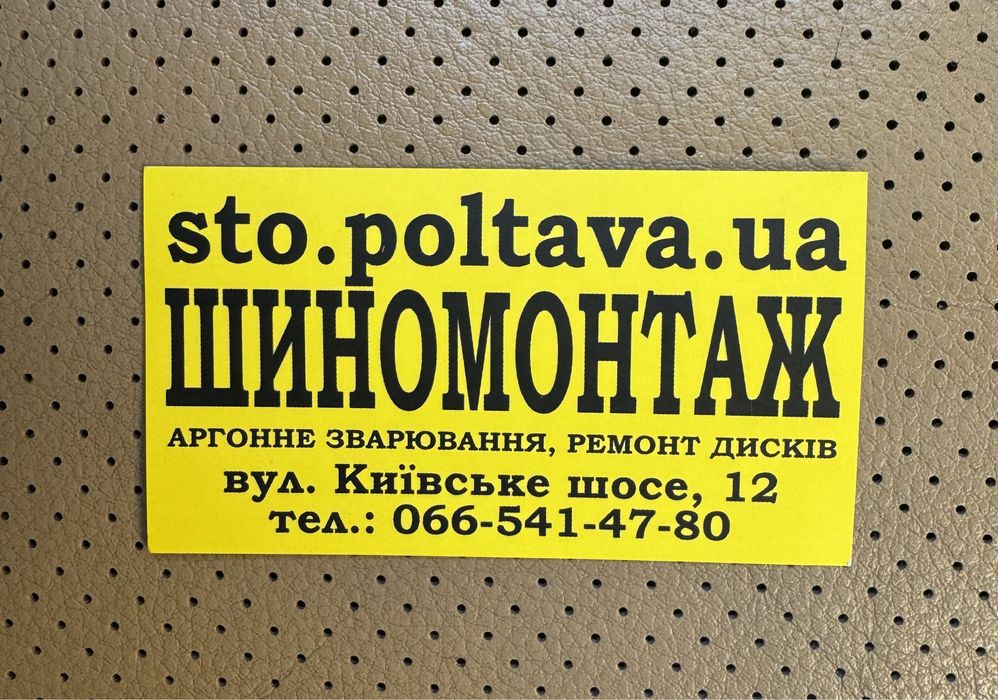 sto.poltava.ua
ШИНОМОНТАЖ
АРГОННЕ ЗВАРЮВАННЯ, РЕМОНТ ДИСКІВ
вул. Київське шосе, 12
тел.: 066-541-47-80